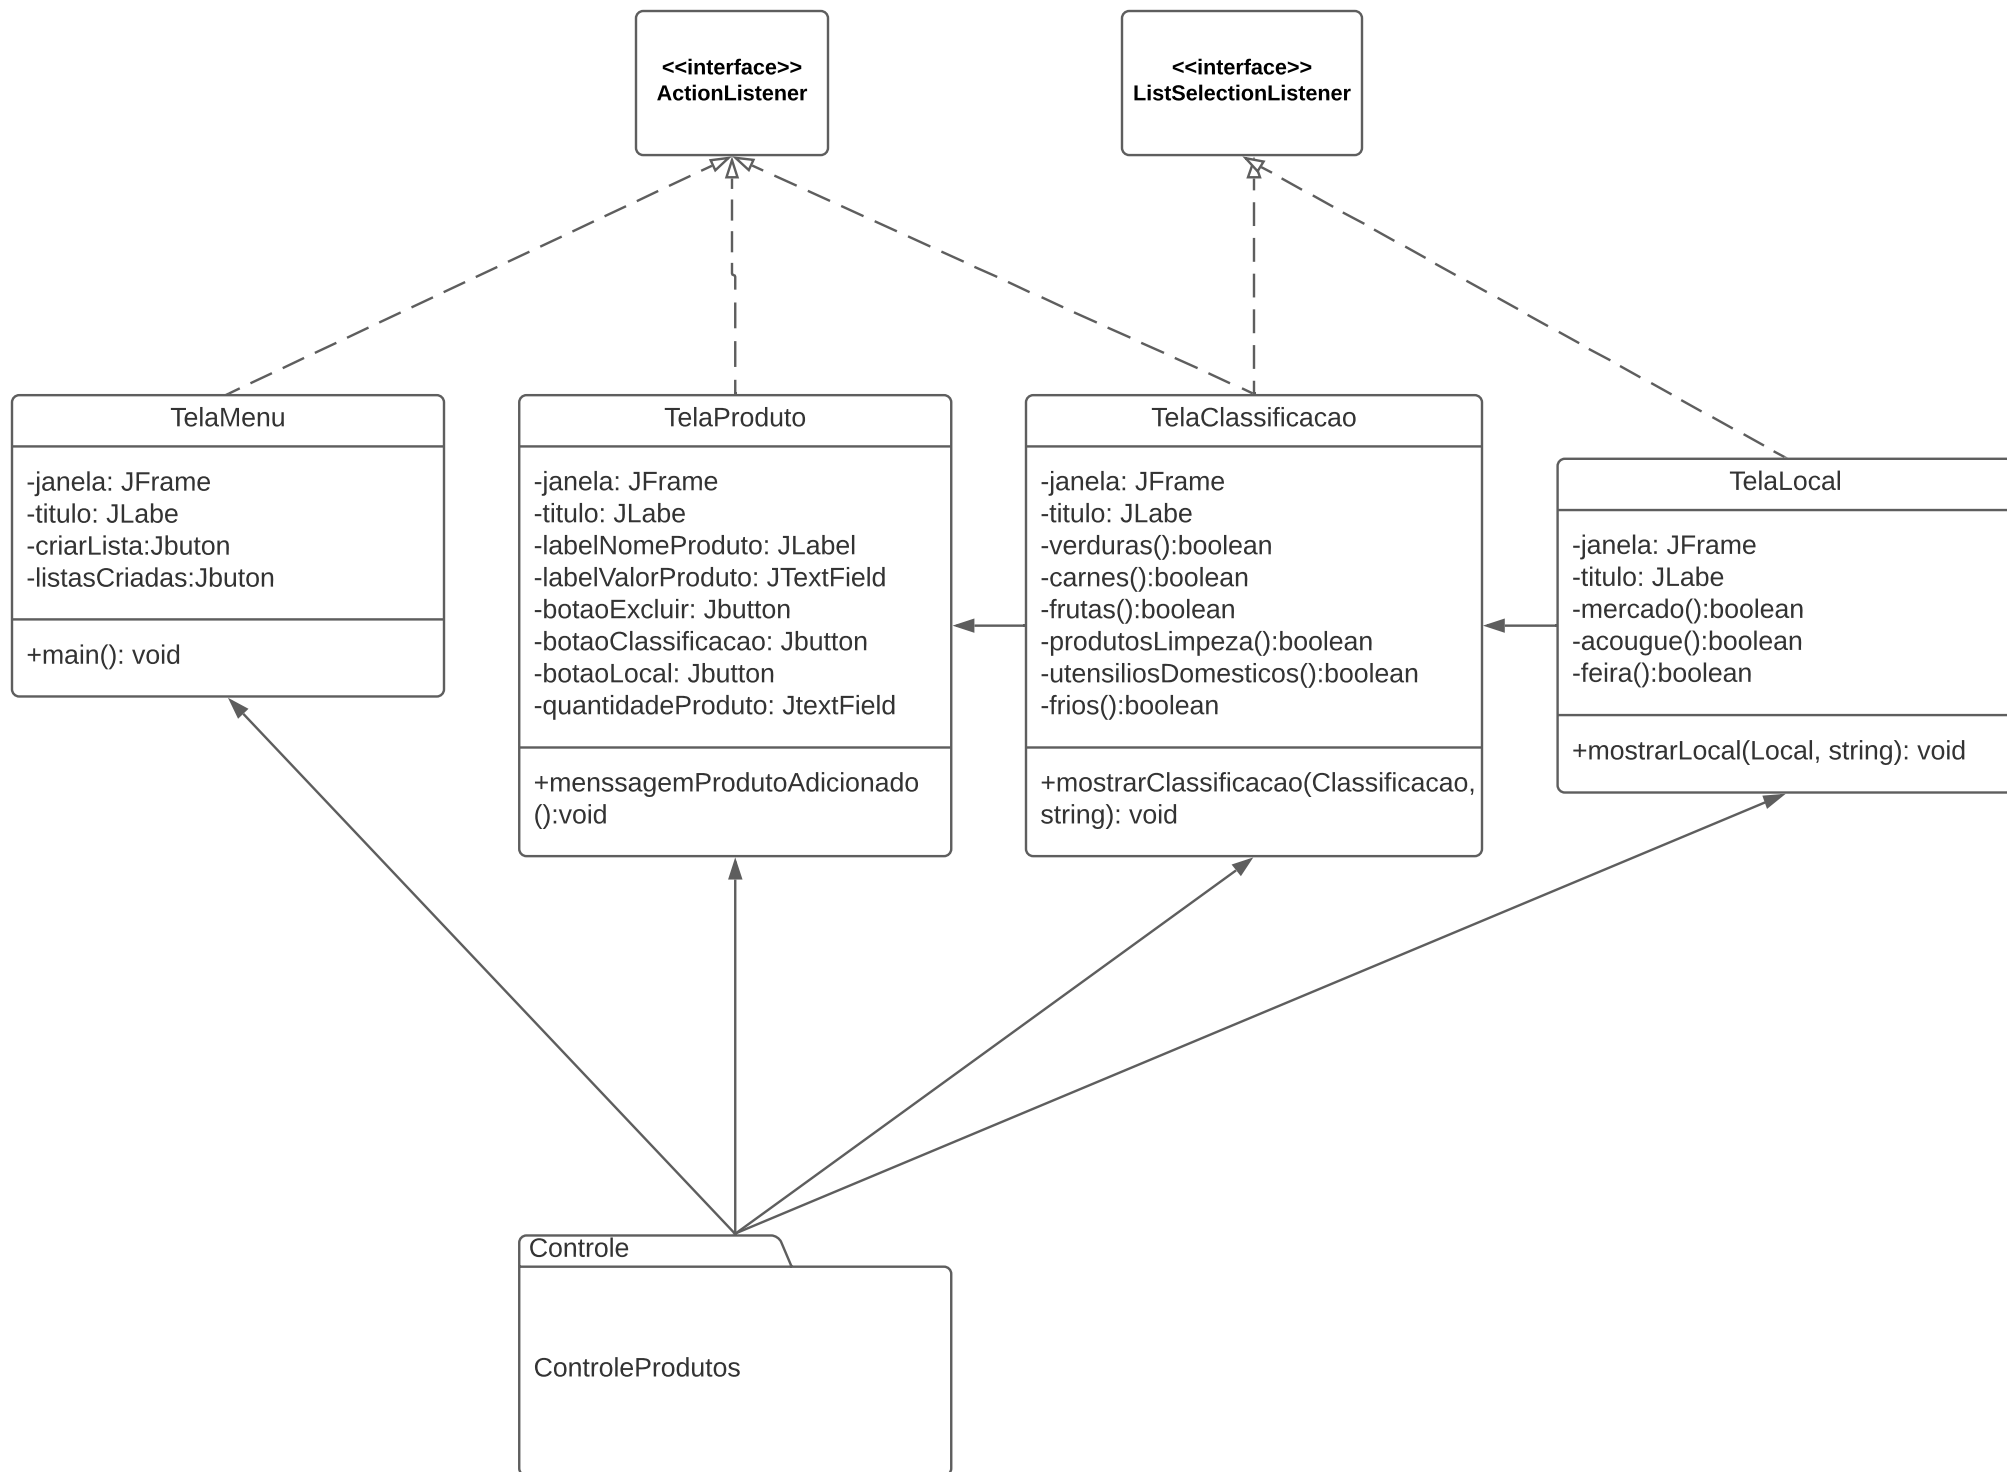 <<interface>>
ActionListener
<<interface>>
ListSelectionListener
TelaMenu
-janela: JFrame
-titulo: JLabe
-criarLista:Jbuton
-listasCriadas:Jbuton
+main(): void
TelaProduto
-janela: JFrame
-titulo: JLabe
-labelNomeProduto: JLabel
-labelValorProduto: JTextField
-botaoExcluir: Jbutton
-botaoClassificacao: Jbutton
-botaoLocal: Jbutton
-quantidadeProduto: JtextField
+menssagemProdutoAdicionado
():void
TelaClassificacao
-janela: JFrame
-titulo: JLabe
-verduras():boolean
-carnes():boolean
-frutas():boolean
-produtosLimpeza():boolean
-utensiliosDomesticos():boolean
-frios():boolean
+mostrarClassificacao(Classificacao,
string): void
TelaLocal
-janela: JFrame
-titulo: JLabe
-mercado():boolean
-acougue():boolean
-feira():boolean
+mostrarLocal(Local, string): void
Controle
ControleProdutos